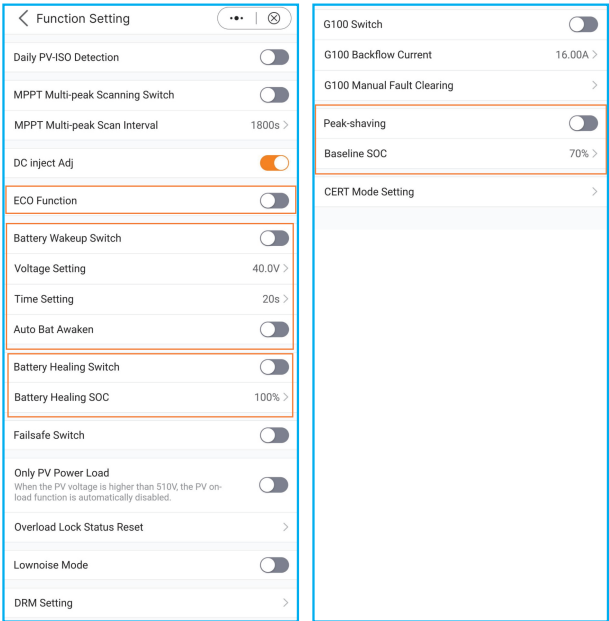 Function Setting
Daily PV-ISO Detection
MPPT Multi-peak Scanning Switch
MPPT Multi-peak Scan Interval 1800s
DC inject Adj
ECO Function
Battery Wakeup Switch
Voltage Setting 40.0V
Time Setting 20s
Auto Bat Awaken
Battery Healing Switch
Battery Healing SOC 100%
Failsafe Switch
Only PV Power Load
When the PV voltage is higher than 510V, the PV on-
load function is automatically disabled.
Overload Lock Status Reset
Lownoise Mode
DRM Setting
G100 Switch
G100 Backflow Current 16.00A
G100 Manual Fault Clearing
Peak-shaving
Baseline SOC 70%
CERT Mode Setting